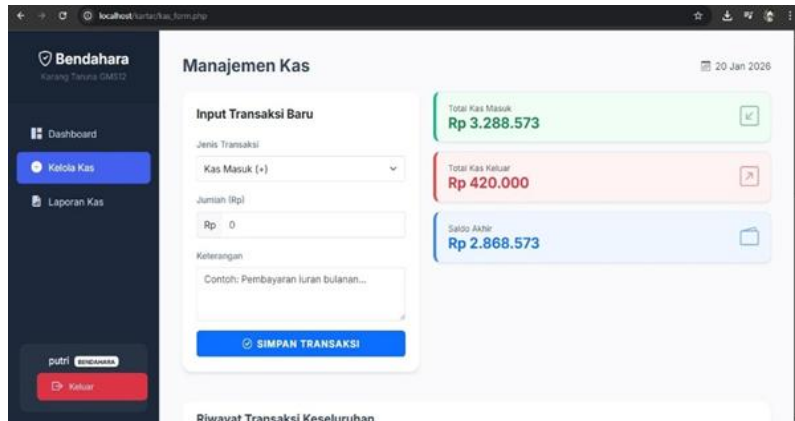 localhost/kartac/kas_form.php
Bendahara
Karang Taruna GMS12
Dashboard
Kelola Kas
Laporan Kas
putri BENDAHARA
Keluar
Manajemen Kas
20 Jan 2026
Input Transaksi Baru
Jenis Transaksi
Kas Masuk (+)
Jumlah (Rp)
Rp 0
Keterangan
Contoh: Pembayaran iuran bulanan...
SIMPAN TRANSAKSI
Total Kas Masuk
Rp 3.288.573
Total Kas Keluar
Rp 420.000
Saldo Akhir
Rp 2.868.573
Riwayat Transaksi Keseluruhan